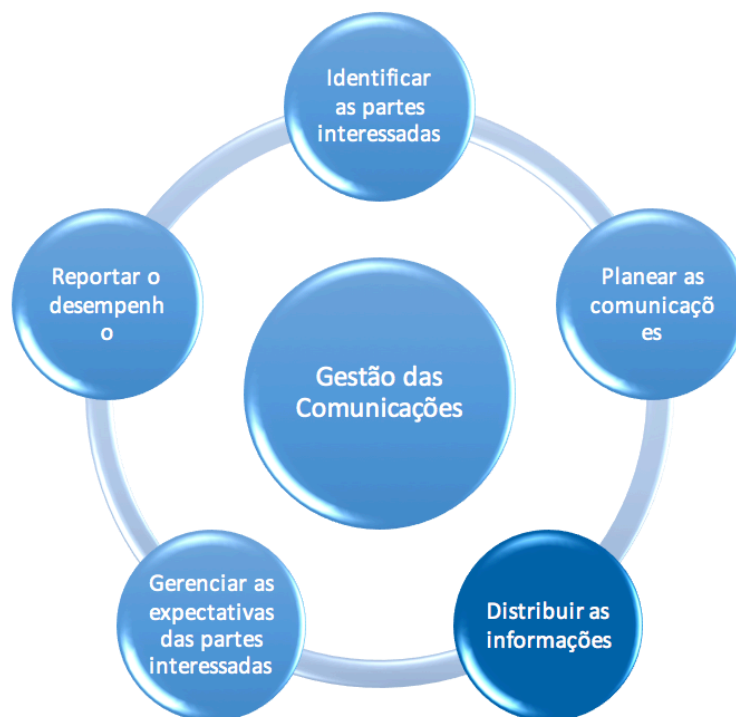 Identificar
as partes
interessadas
Planear as
comunicaçõ
es
Distribuir as
informações
Gerenciar as
expectativas
das partes
interessadas
Reportar o
desempenh
o
Gestão das
Comunicações